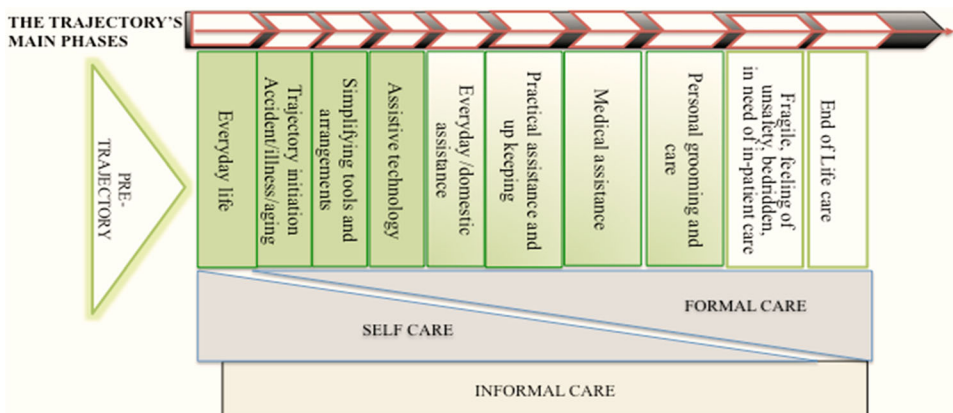 THE TRAJECTORY'S
MAIN PHASES
PRE-
TRAJECTORY
Everyday life
Trajectory initiation
Accident/illness/aging
Simplifying tools and
arrangements
Assistive technology
Everyday /domestic
assistance
Practical assistance and
up keeping
Medical assistance
Personal grooming and
care
Fragile, feeling of
unsafety, bedridden,
in need of in-patient care
End of Life care
FORMAL CARE
SELF CARE
INFORMAL CARE